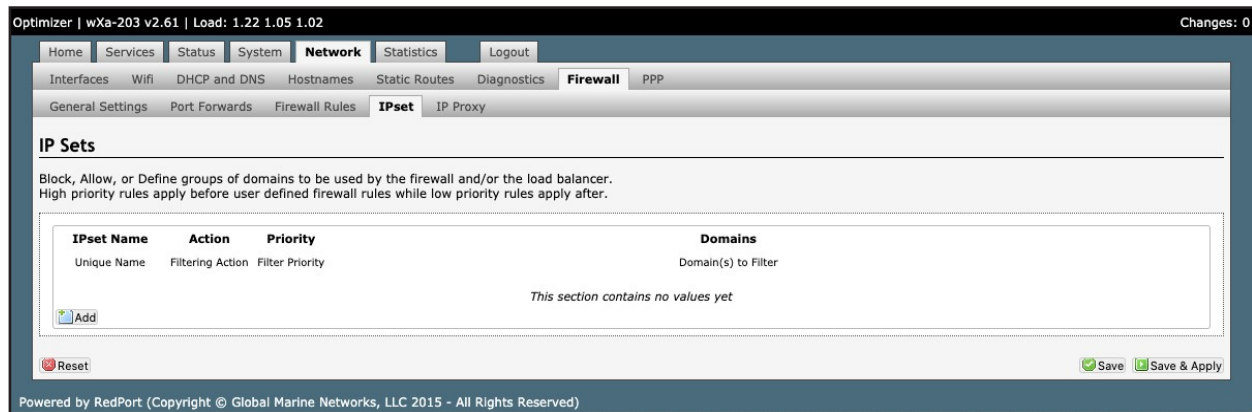 Optimizer | wXa-203 v2.61 | Load: 1.22 1.05 1.02 Changes: 0
Home Services Status System Network Statistics Logout
Interfaces Wifi DHCP and DNS Hostnames Static Routes Diagnostics Firewall PPP
General Settings Port Forwards Firewall Rules IPset IP Proxy
IP Sets
Block, Allow, or Define groups of domains to be used by the firewall and/or the load balancer.
High priority rules apply before user defined firewall rules while low priority rules apply after.
IPset Name Action Priority Domains
Unique Name Filtering Action Filter Priority Domain(s) to Filter
This section contains no values yet
Add
Reset Save Save & Apply
Powered by RedPort (Copyright © Global Marine Networks, LLC 2015 - All Rights Reserved)